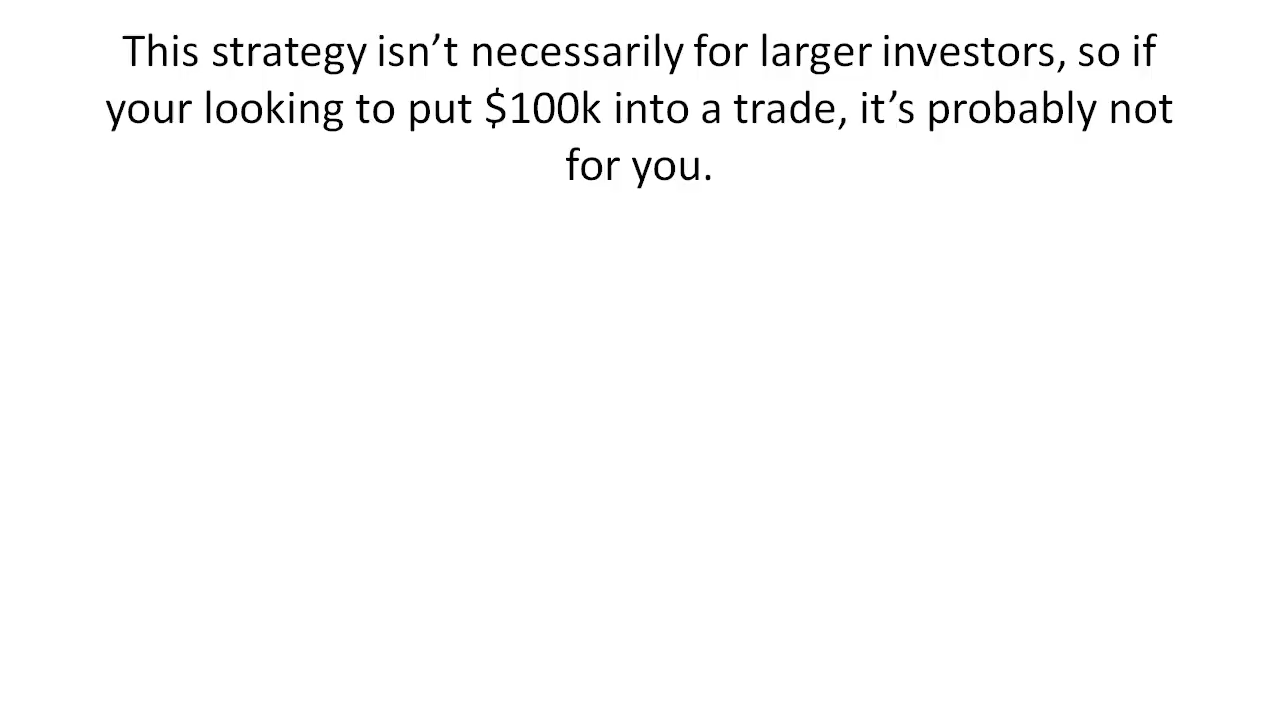 This strategy isn’t necessarily for larger investors, so if
your looking to put $100k into a trade, it’s probably not
for you.